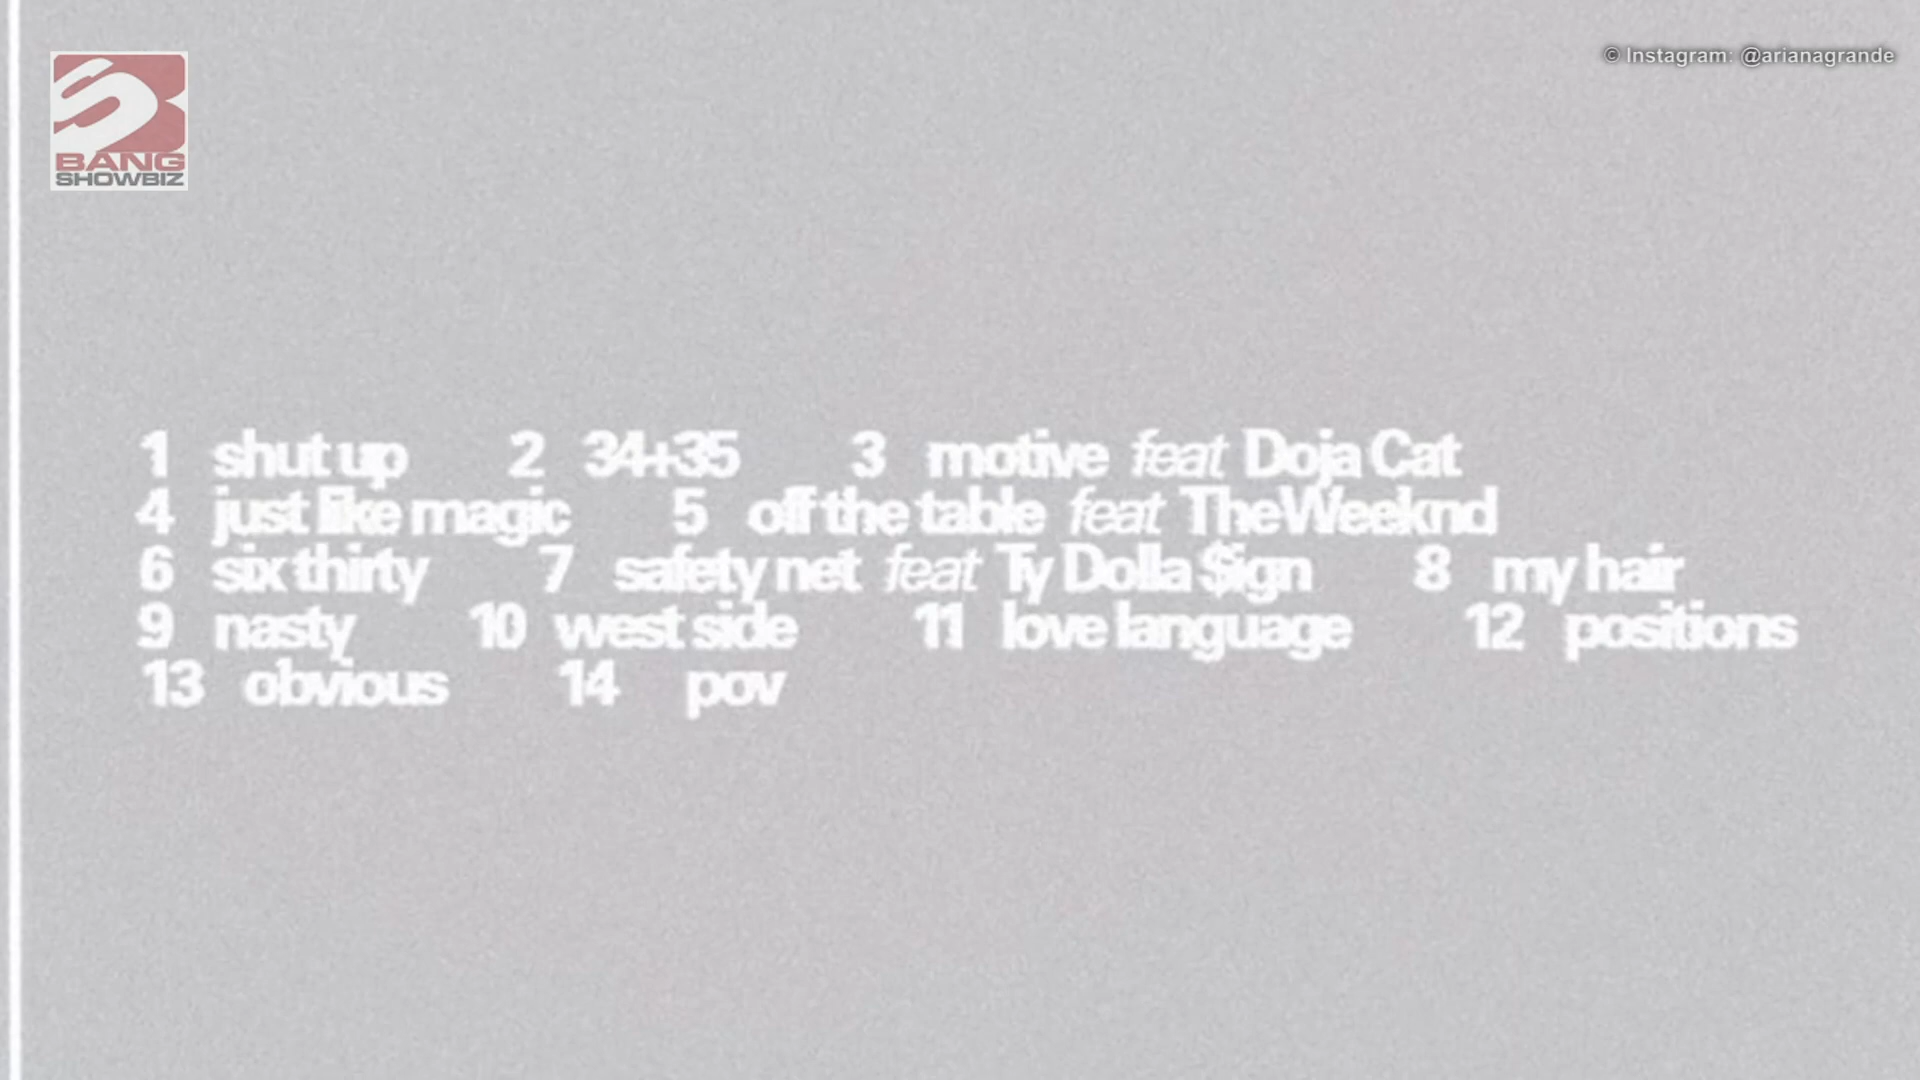 BANG
SHOWBIZ
© Instagram: @arianagrande
1 shut up 2 34+35 3 motive feat Doja Cat
4 just like magic 5 off the table feat The Weeknd
6 six thirty 7 safety net feat Ty Dolla $ign 8 my hair
9 nasty 10 west side 11 love language 12 positions
13 obvious 14 pov